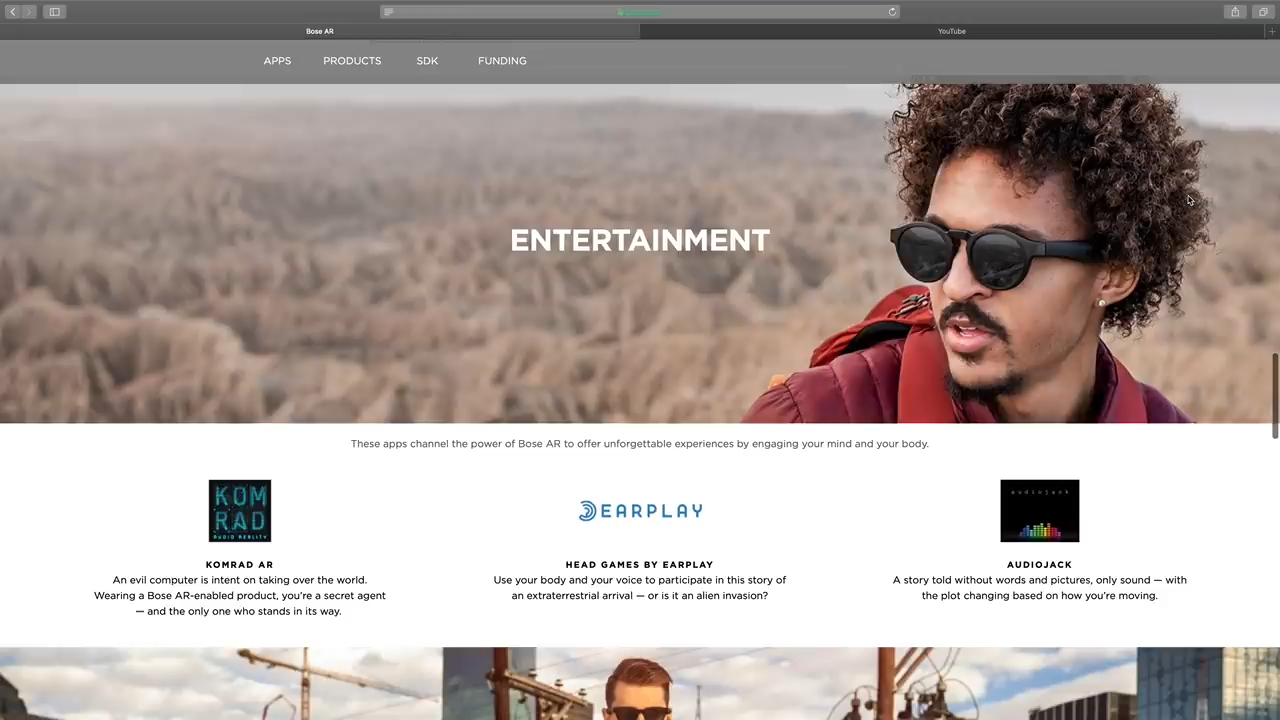 Bose AR
YouTube
APPS PRODUCTS SDK FUNDING
ENTERTAINMENT
These apps channel the power of Bose AR to offer unforgettable experiences by engaging your mind and your body.
KOM
RAD
AUDIO REALITY
EARPLAY
audiojack
KOMRAD AR
An evil computer is intent on taking over the world.
Wearing a Bose AR-enabled product, you're a secret agent
— and the only one who stands in its way.
HEAD GAMES BY EARPLAY
Use your body and your voice to participate in this story of
an extraterrestrial arrival — or is it an alien invasion?
AUDIOJACK
A story told without words and pictures, only sound — with
the plot changing based on how you're moving.